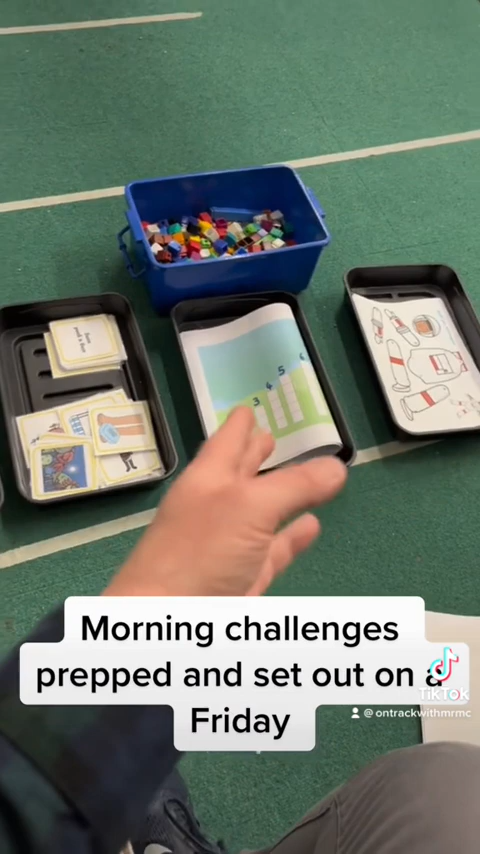 3
4
5
6
Morning challenges
prepped and set out on a
Friday
TikTok
@ontrackwithmrmc